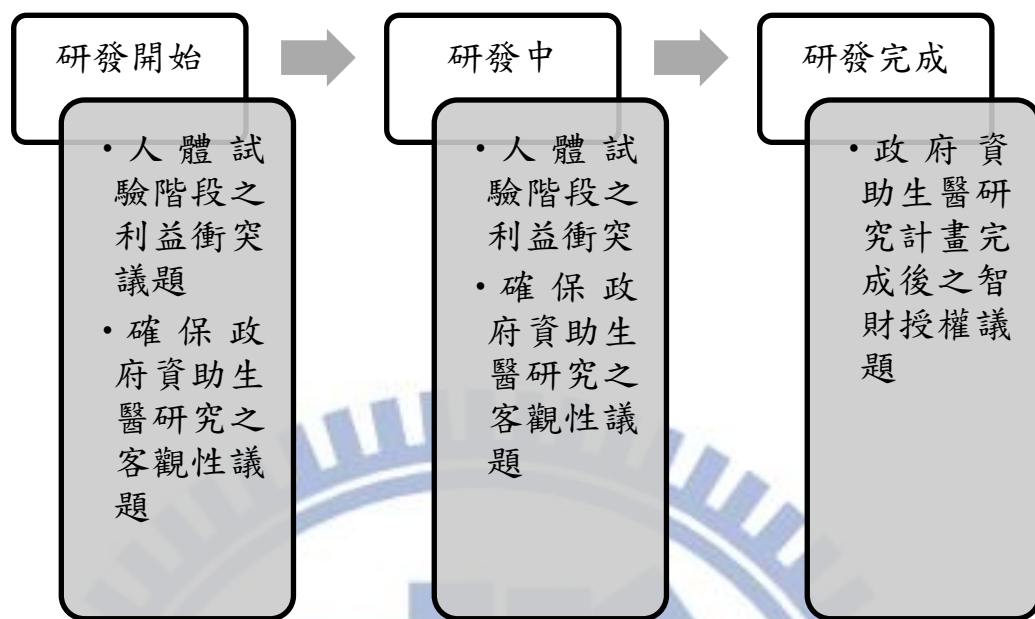 研發開始
• 人體試
驗階段之
利益衝突
議題
• 確保政
府資助生
醫研究之
客觀性議
題
研發中
• 人體試
驗階段之
利益衝突
• 確保政
府資助生
醫研究之
客觀性議
題
研發完成
• 政府資
助生醫研
究計畫完
成後之智
財授權議
題